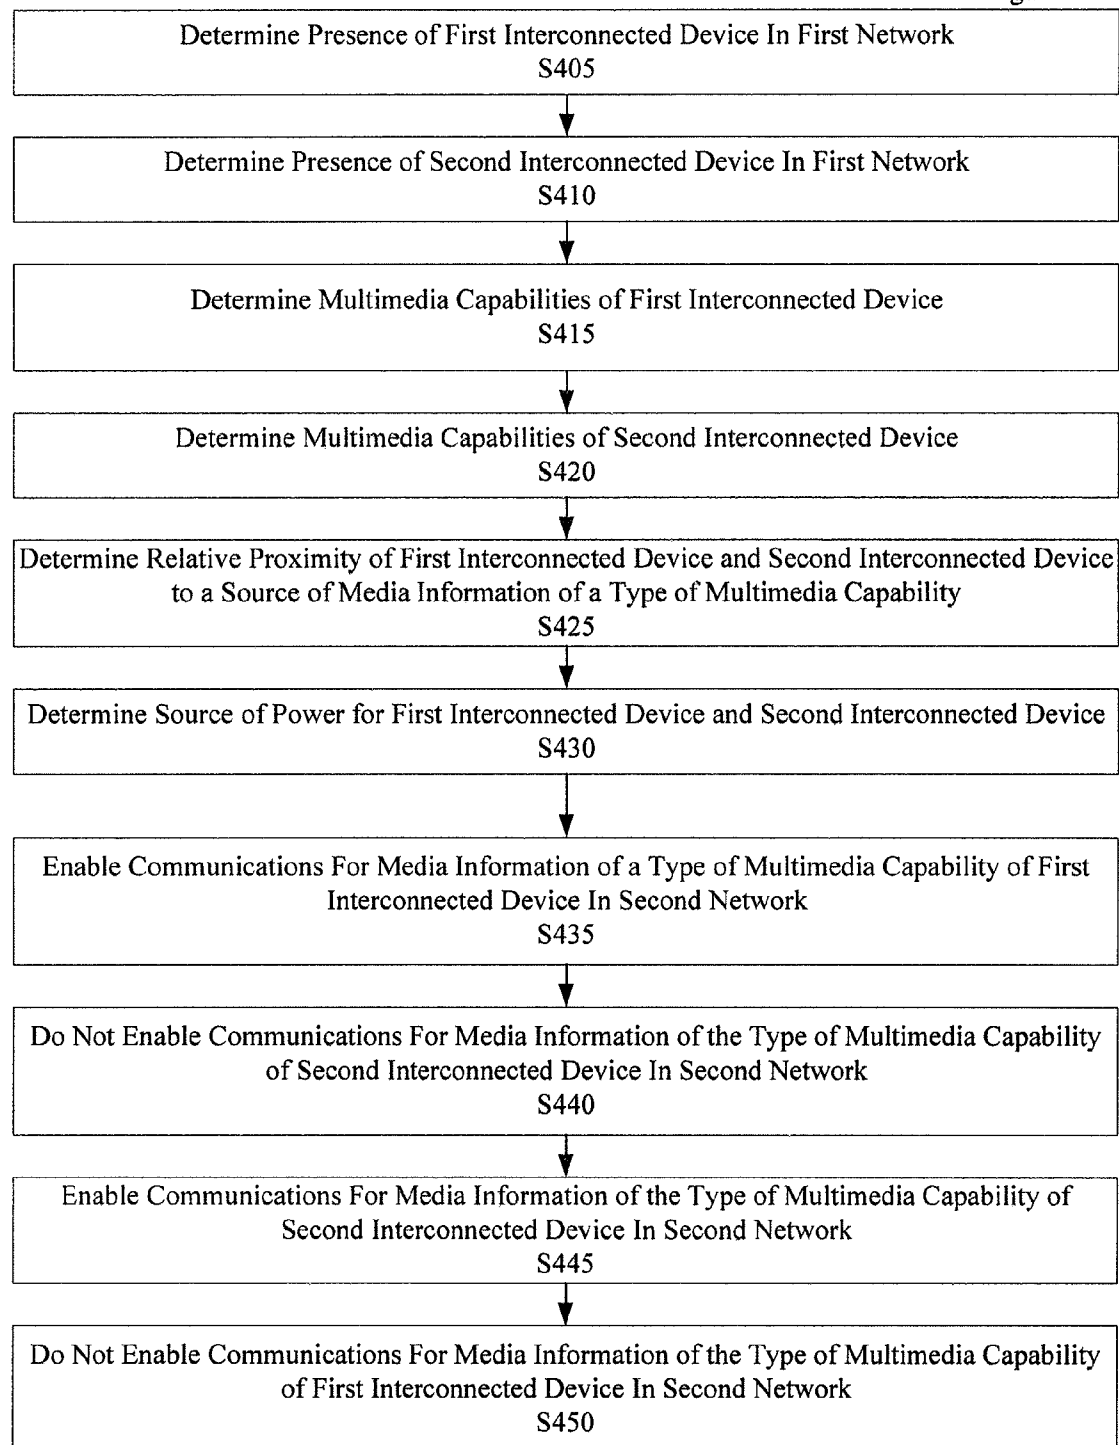 Determine Presence of First Interconnected Device In First Network
S405
Determine Presence of Second Interconnected Device In First Network
S410
Determine Multimedia Capabilities of First Interconnected Device
S415
Determine Multimedia Capabilities of Second Interconnected Device
S420
Determine Relative Proximity of First Interconnected Device and Second Interconnected Device
to a Source of Media Information of a Type of Multimedia Capability
S425
Determine Source of Power for First Interconnected Device and Second Interconnected Device
S430
Enable Communications For Media Information of a Type of Multimedia Capability of First
Interconnected Device In Second Network
S435
Do Not Enable Communications For Media Information of the Type of Multimedia Capability
of Second Interconnected Device In Second Network
S440
Enable Communications For Media Information of the Type of Multimedia Capability of
Second Interconnected Device In Second Network
S445
Do Not Enable Communications For Media Information of the Type of Multimedia Capability
of First Interconnected Device In Second Network
S450